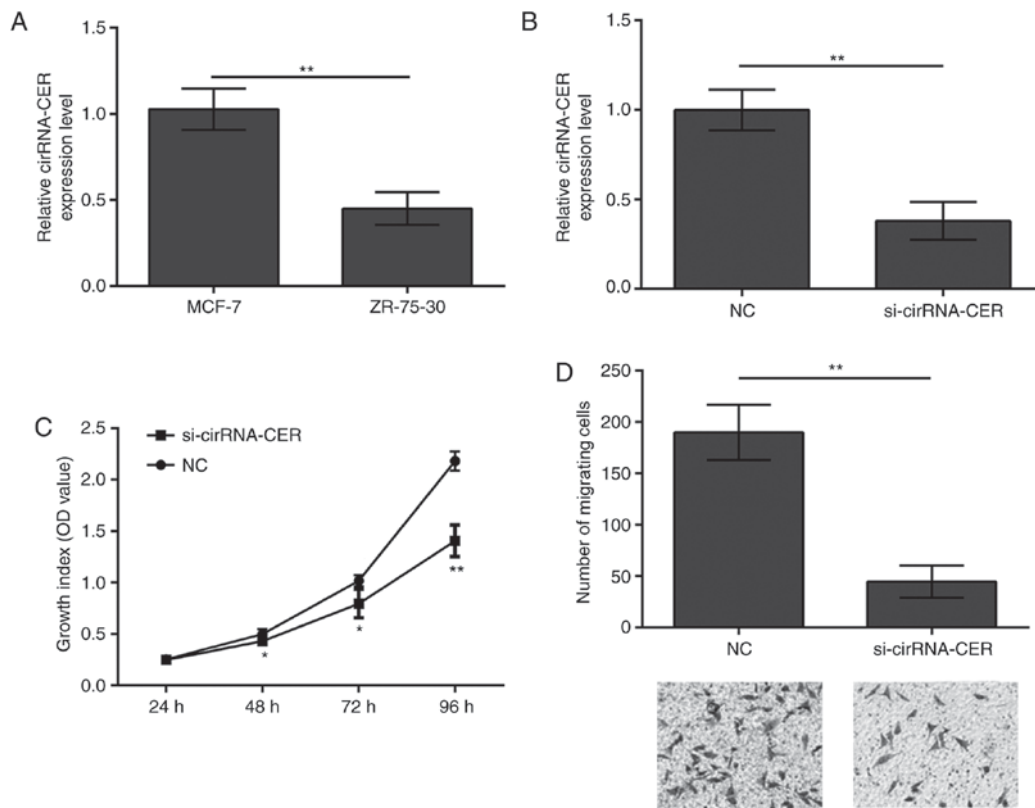 A
Relative cirRNA-CER
expression level
1.5
1.0
0.5
0.0
**
MCF-7
ZR-75-30
B
Relative cirRNA-CER
expression level
1.5
1.0
0.5
0.0
**
NC
si-cirRNA-CER
C
Growth index (OD value)
2.5
2.0
1.5
1.0
0.5
0.0
si-cirRNA-CER
NC
*
*
**
24 h
48 h
72 h
96 h
D
Number of migrating cells
250
200
150
100
50
0
**
NC
si-cirRNA-CER